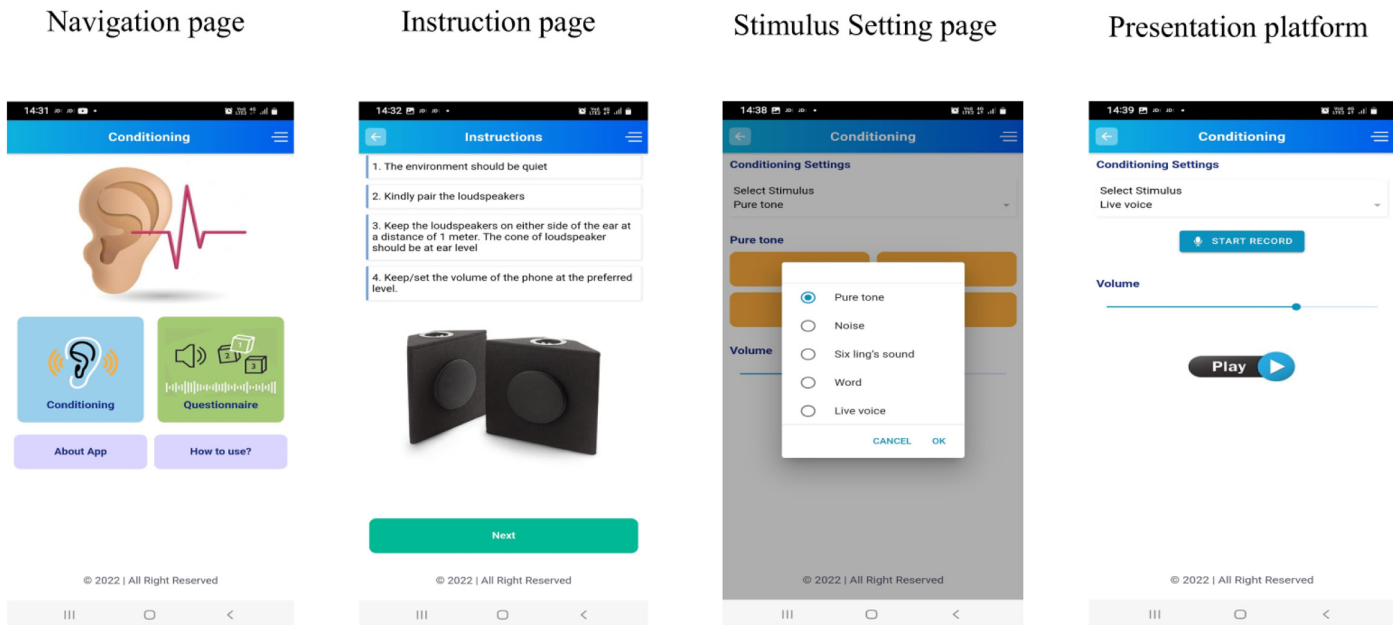 Navigation page
14:31
Conditioning
1
2
3
Conditioning
Questionnaire
About App
How to use?
© 2022 | All Right Reserved
Instruction page
14:32
Instructions
1. The environment should be quiet
2. Kindly pair the loudspeakers
3. Keep the loudspeakers on either side of the ear at
a distance of 1 meter. The cone of loudspeaker
should be at ear level
4. Keep/set the volume of the phone at the preferred
level.
Next
© 2022 | All Right Reserved
Stimulus Setting page
14:38
Conditioning
Conditioning Settings
Select Stimulus
Pure tone
Pure tone
Pure tone
Noise
Six ling's sound
Word
Live voice
CANCEL OK
Volume
© 2022 | All Right Reserved
Presentation platform
14:39
Conditioning
Conditioning Settings
Select Stimulus
Live voice
START RECORD
Volume
Play
© 2022 | All Right Reserved